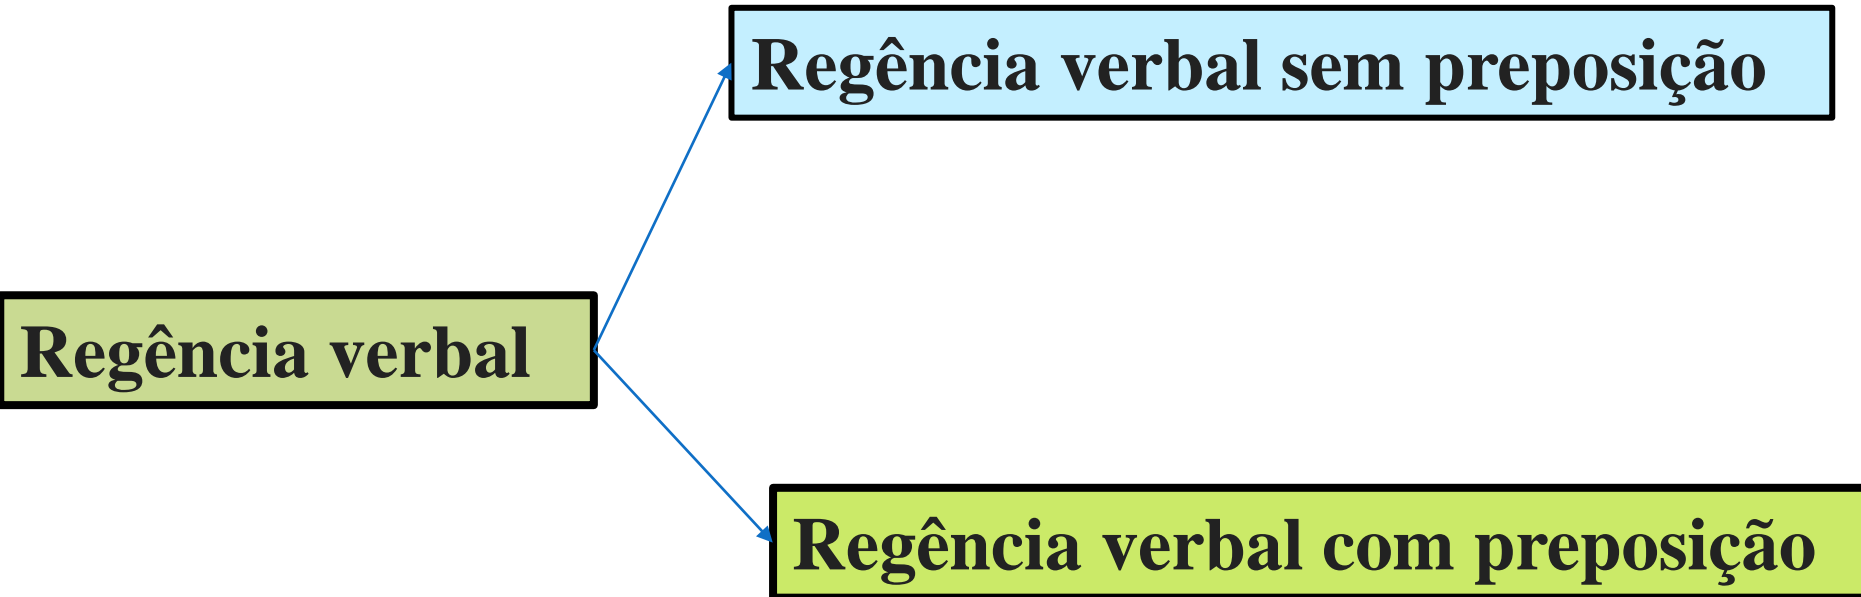 Regência verbal sem preposição
Regência verbal
Regência verbal com preposição